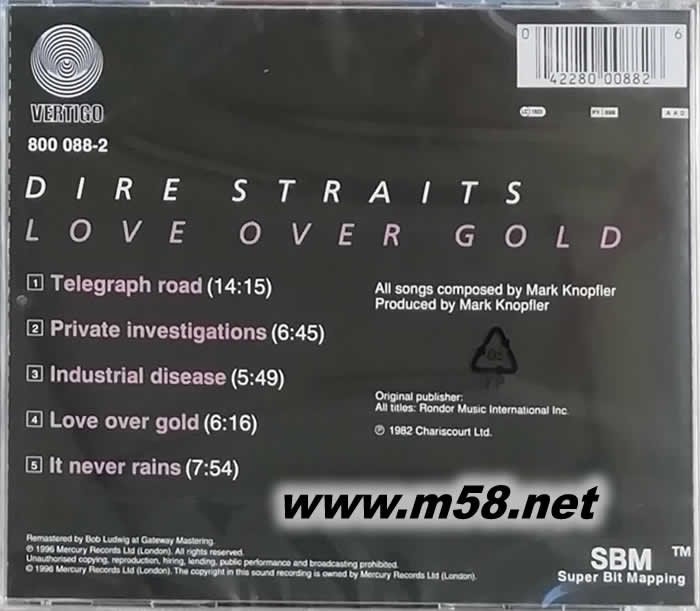 VERTIGO
0 42280 00882 6
800 088-2
AAD
DIRE STRAITS
LOVE OVER GOLD
1 Telegraph road (14:15)
2 Private investigations (6:45)
3 Industrial disease (5:49)
4 Love over gold (6:16)
5 It never rains (7:54)
All songs composed by Mark Knopfler
Produced by Mark Knopfler
Original publisher:
All titles: Rondor Music International Inc.
℗ 1982 Chariscourt Ltd.
www.m58.net
Remastered by Bob Ludwig at Gateway Mastering.
℗ 1996 Mercury Records Ltd (London). All rights reserved.
Unauthorised copying, reproduction, hiring, lending, public performance and broadcasting prohibited.
© 1996 Mercury Records Ltd (London). The copyright in this sound recording is owned by Mercury Records Ltd (London).
SBM™
Super Bit Mapping